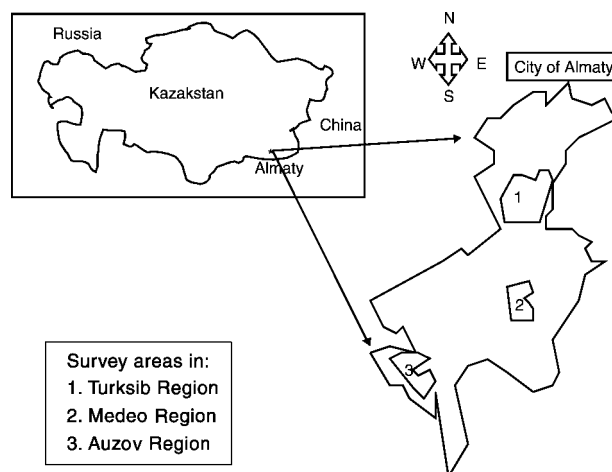 Russia
Kazakstan
China
Almaty
N
W E
S
City of Almaty
1
2
3
Survey areas in:
1. Turksib Region
2. Medeo Region
3. Auzov Region